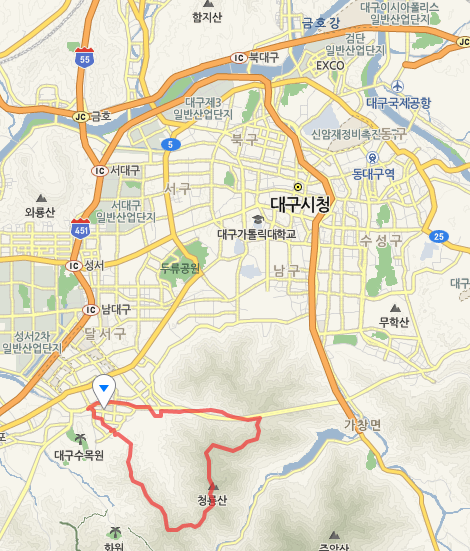 함지산
금호강
대구이시아폴리스
일반산업단지
검단
일반산업단지
JC
IC 북대구
EXCO
55
대구국제공항
대구제3
일반산업단지
JC 금호
북구
신암재정비촉진
동구
5
동대구역
IC 서대구
서구
대구시청
와룡산
서대구
일반산업단지
451
대구가톨릭대학교
25
수성구
IC 성서
두류공원
남구
대구
IC 남대구
무학산
성서2차
일반산업단지
달서구
가창면
포
대구수목원
청룡산
화원
주암산